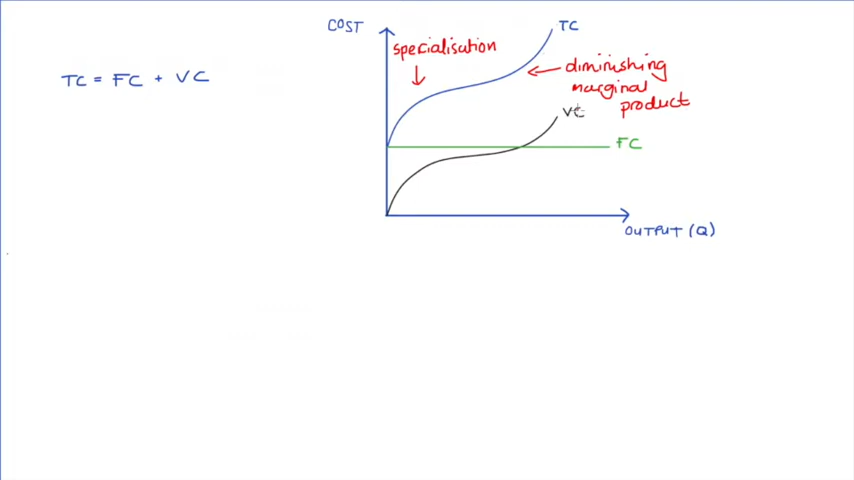 COST
TC
specialisation
TC = FC + VC
diminishing
marginal
product
VC
FC
OUTPUT (Q)